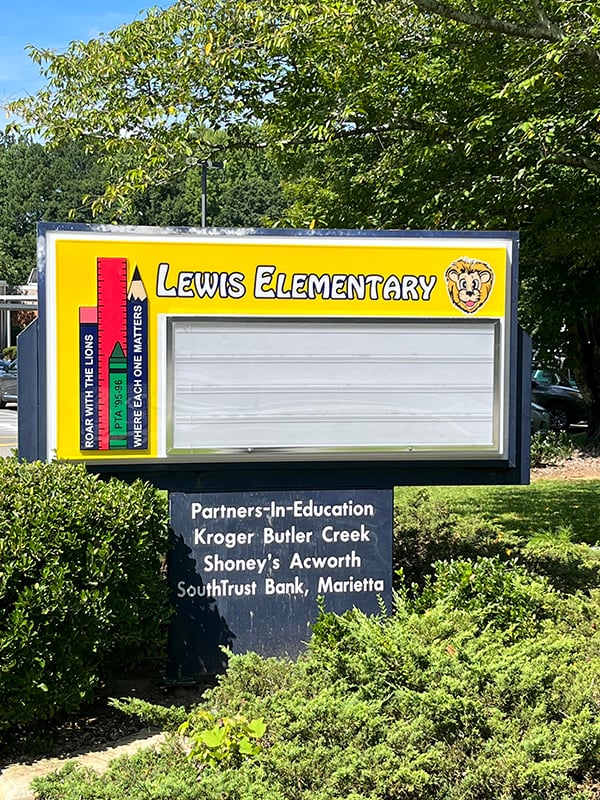 Lewis Elementary
ROAR WITH THE LIONS
PTA '95-96
WHERE EACH ONE MATTERS
Partners-In-Education
Kroger Butler Creek
Shoney's Acworth
SouthTrust Bank, Marietta